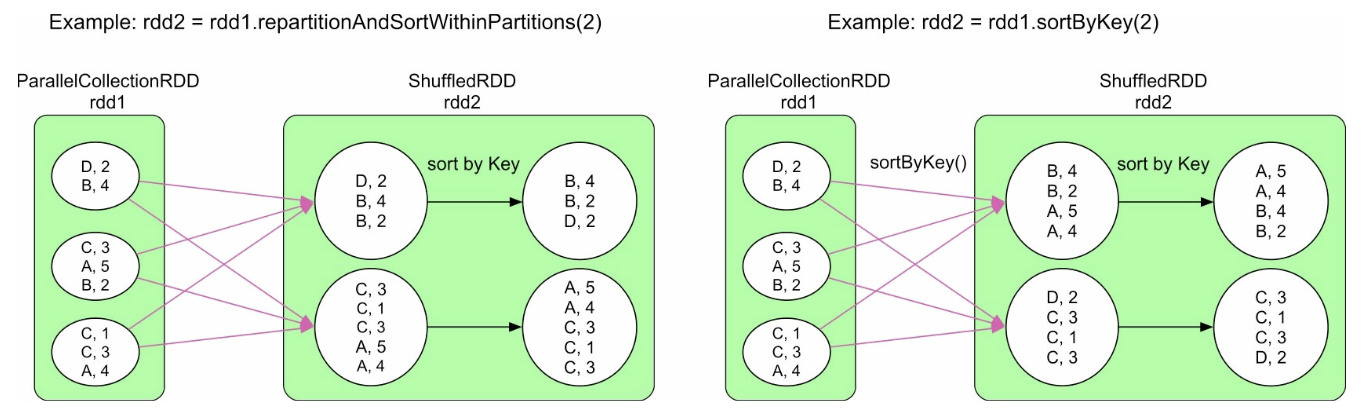 Example: rdd2 = rdd1.repartitionAndSortWithinPartitions(2)
ParallelCollectionRDD
rdd1
ShuffledRDD
rdd2
D, 2
B, 4
C, 3
A, 5
B, 2
C, 1
C, 3
A, 4
D, 2
B, 4
B, 2
sort by Key
B, 4
B, 2
D, 2
C, 3
C, 1
C, 3
A, 5
A, 4
A, 5
A, 4
C, 3
C, 1
C, 3
Example: rdd2 = rdd1.sortByKey(2)
ParallelCollectionRDD
rdd1
ShuffledRDD
rdd2
D, 2
B, 4
C, 3
A, 5
B, 2
C, 1
C, 3
A, 4
sortByKey()
B, 4
B, 2
A, 5
A, 4
sort by Key
A, 5
A, 4
B, 4
B, 2
D, 2
C, 3
C, 1
C, 3
C, 3
C, 1
C, 3
D, 2